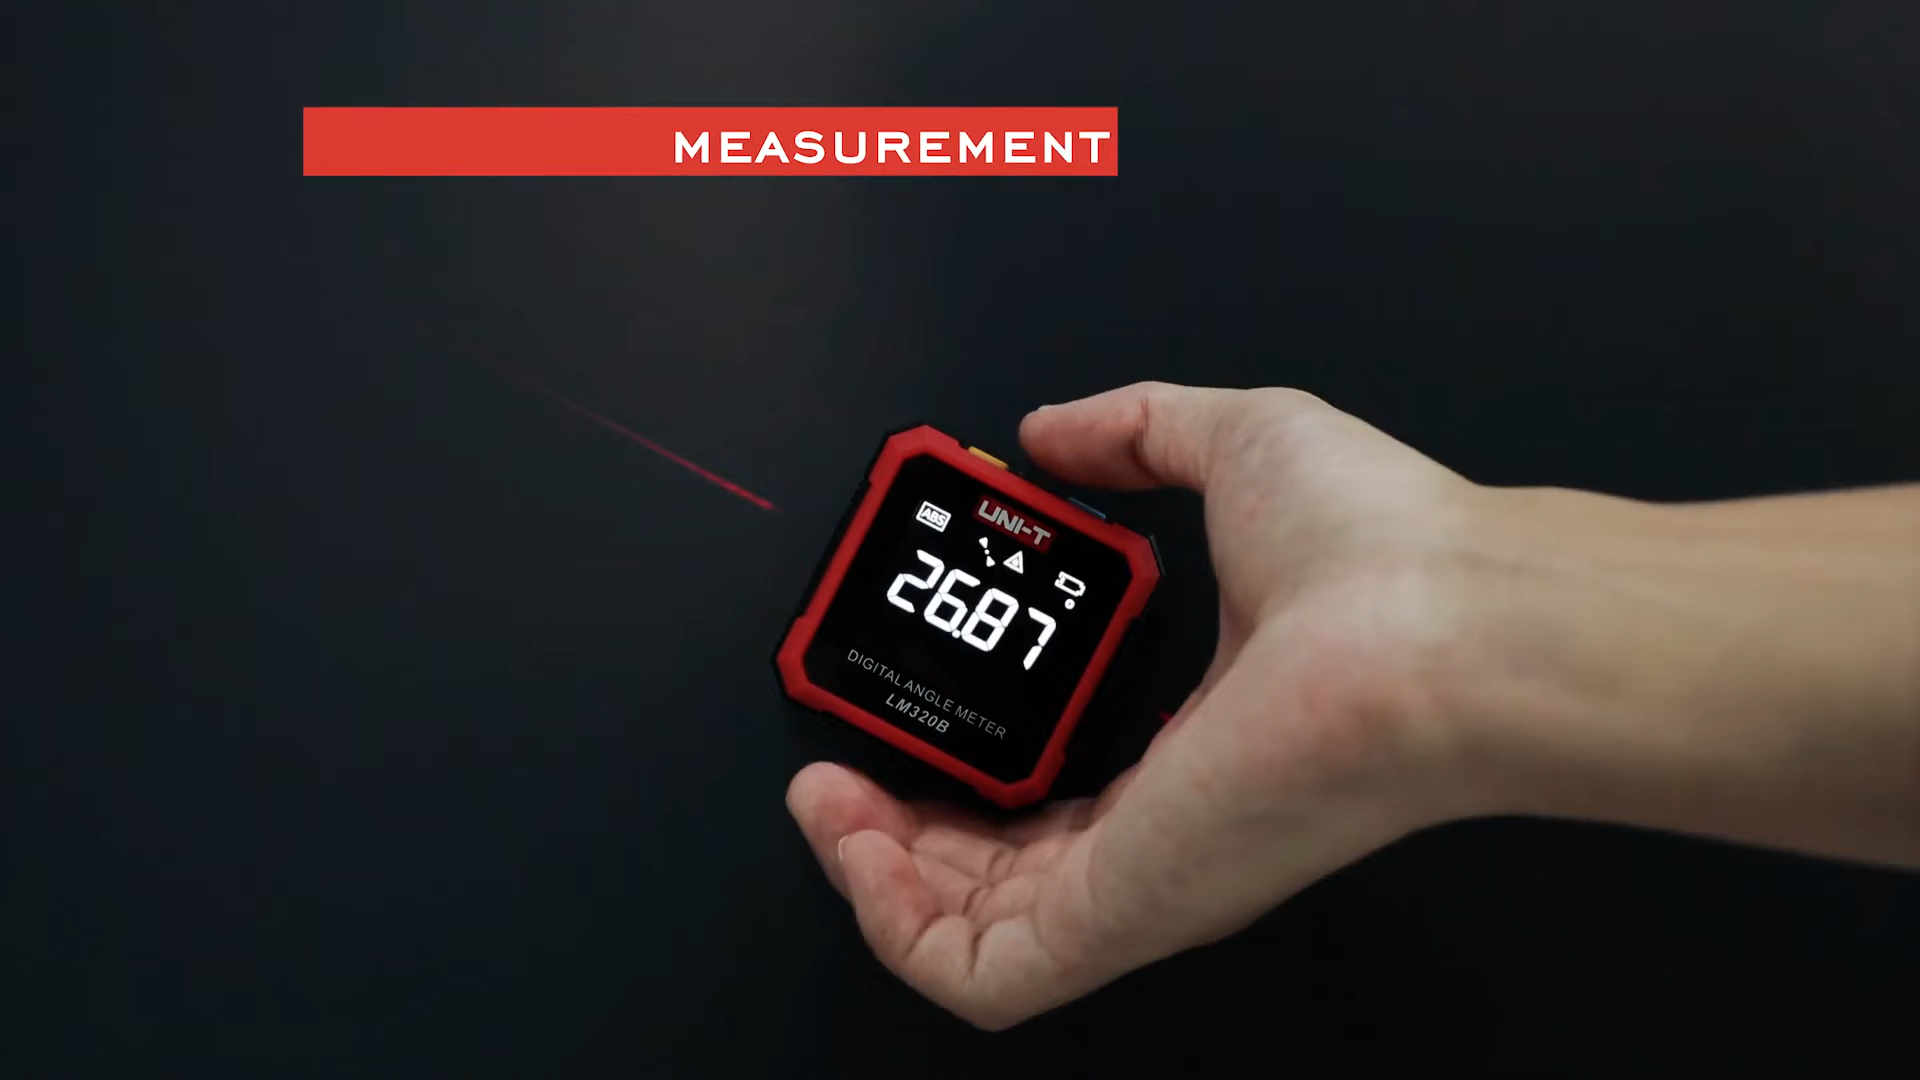 MEASUREMENT
ABS
UNI-T
26.87°
DIGITAL ANGLE METER
LM320B